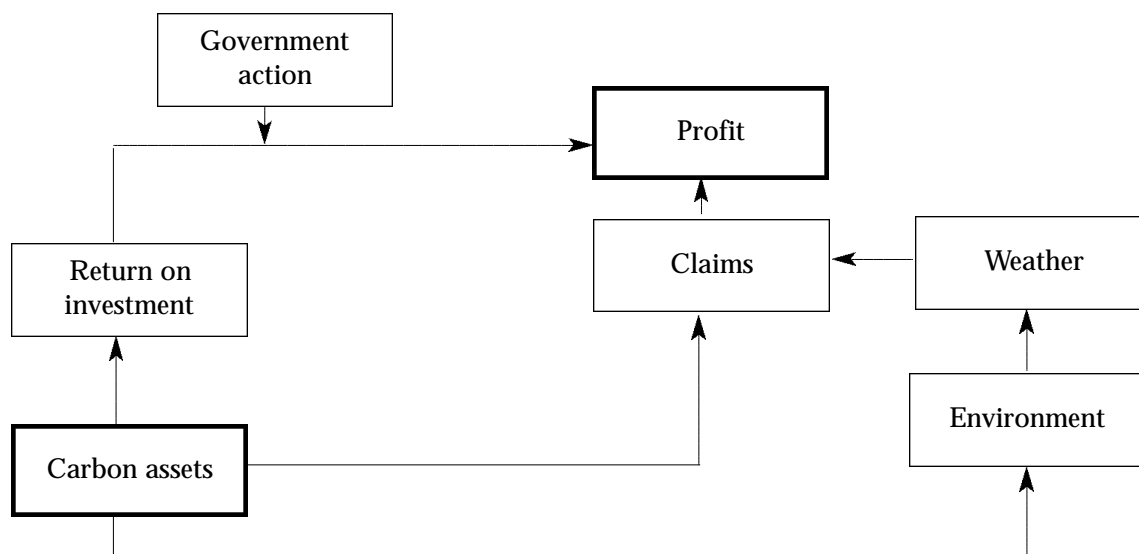 Government
action
Profit
Return on
investment
Claims
Weather
Environment
Carbon assets